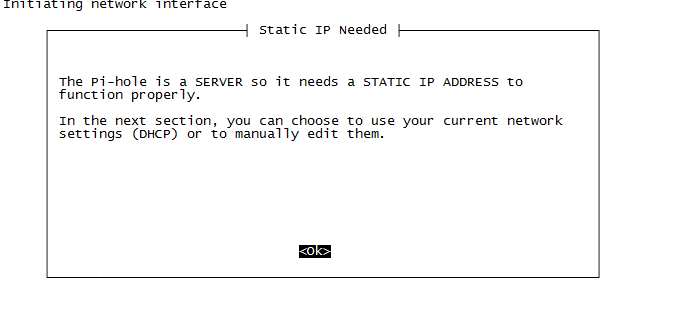 Initiating network interface
Static IP Needed
The Pi-hole is a SERVER so it needs a STATIC IP ADDRESS to
function properly.
In the next section, you can choose to use your current network
settings (DHCP) or to manually edit them.
<Ok>